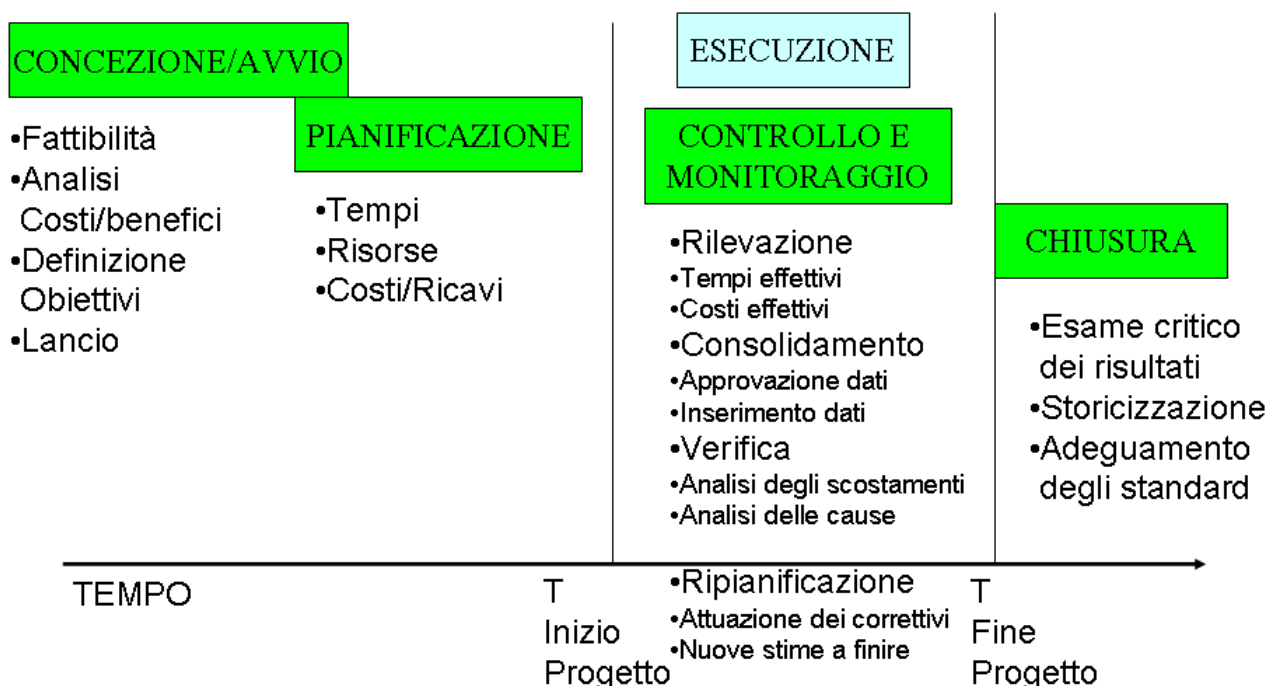 CONCEZIONE/AVVIO
•Fattibilità
•Analisi
Costi/benefici
•Definizione
Obiettivi
•Lancio
PIANIFICAZIONE
•Tempi
•Risorse
•Costi/Ricavi
ESECUZIONE
CONTROLLO E
MONITORAGGIO
•Rilevazione
•Tempi effettivi
•Costi effettivi
•Consolidamento
•Approvazione dati
•Inserimento dati
•Verifica
•Analisi degli scostamenti
•Analisi delle cause
•Ripianificazione
•Attuazione dei correttivi
•Nuove stime a finire
CHIUSURA
•Esame critico
dei risultati
•Storicizzazione
•Adeguamento
degli standard
TEMPO
T
Inizio
Progetto
T
Fine
Progetto